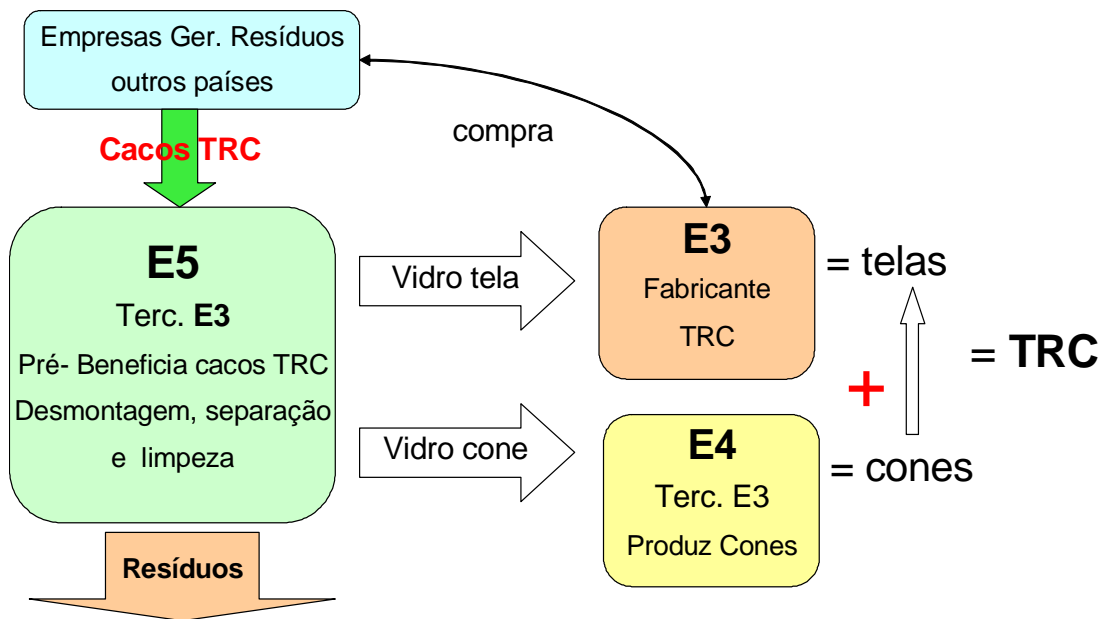 Empresas Ger. Resíduos
outros países
Cacos TRC
compra
E5
Terc. E3
Pré- Beneficia cacos TRC
Desmontagem, separação
e limpeza
Resíduos
Vidro tela
Vidro cone
E3
Fabricante
TRC
= telas
+
= TRC
E4
Terc. E3
Produz Cones
= cones